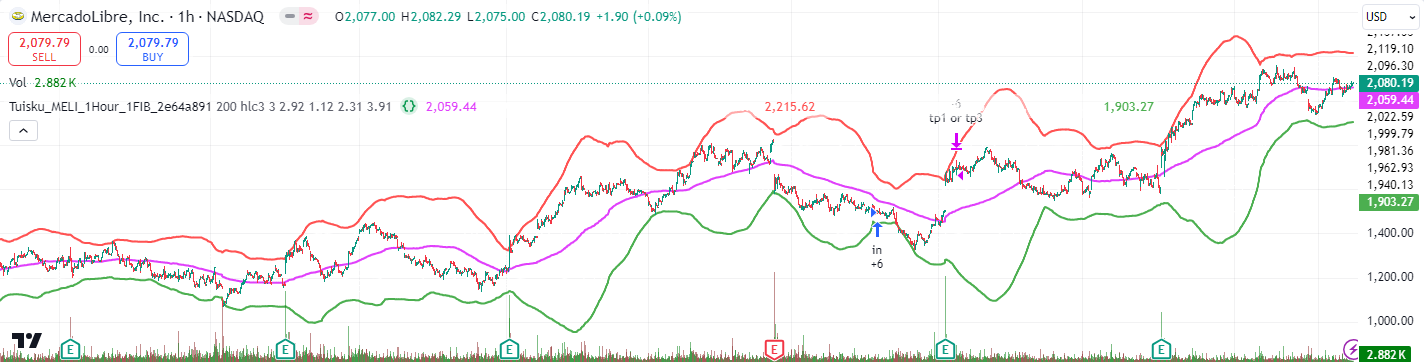 MercadoLibre, Inc. · 1h · NASDAQ O2,077.00 H2,082.29 L2,075.00 C2,080.19 +1.90 (+0.09%)
USD
2,079.79
SELL
0.00
2,079.79
BUY
Vol 2.882 K
Tuisku_MELI_1Hour_1FIB_2e64a891 200 hlc3 3 2.92 1.12 2.31 3.91 {} 2,059.44
2,215.62
-6
tp1 or tp3
1,903.27
in
+6
2,119.10
2,096.30
2,080.19
2,059.44
2,022.59
1,999.79
1,981.36
1,962.93
1,940.13
1,903.27
1,400.00
1,200.00
1,000.00
2.882 K
E
E
E
E
E
E